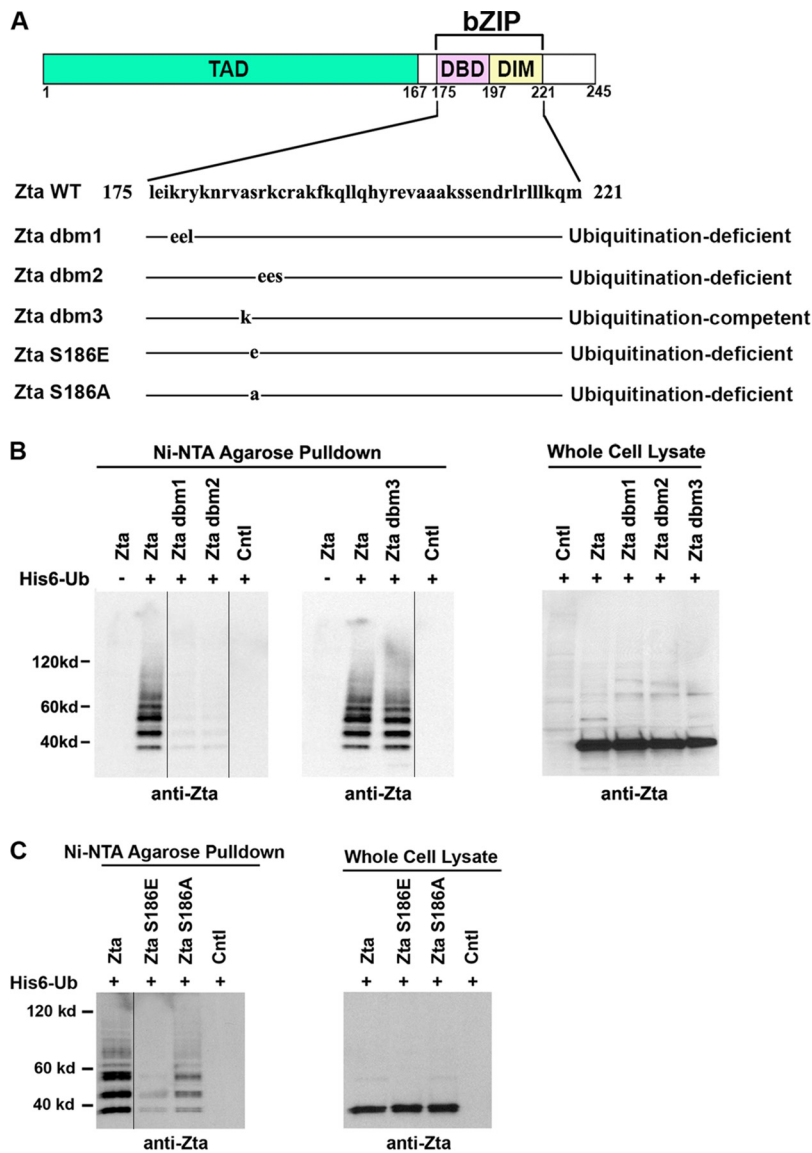 A
bZIP
TAD DBD DIM
1 167 175 197 221 245
Zta WT 175 leikryknrvasrkcrakfkqllqhyrevaaakssendrlrlllkqm 221
Zta dbm1 eel Ubiquitination-deficient
Zta dbm2 ees Ubiquitination-deficient
Zta dbm3 k Ubiquitination-competent
Zta S186E e Ubiquitination-deficient
Zta S186A a Ubiquitination-deficient
B
Ni-NTA Agarose Pulldown Whole Cell Lysate
Zta Zta Zta dbm1 Zta dbm2 Cntl Zta Zta Zta dbm3 Cntl Cntl Zta Zta dbm1 Zta dbm2 Zta dbm3
His6-Ub - + + + + - + + + + + + + +
120kd
60kd
40kd
anti-Zta anti-Zta anti-Zta
C
Ni-NTA Agarose Pulldown Whole Cell Lysate
Zta Zta S186E Zta S186A Cntl Zta Zta S186E Zta S186A Cntl
His6-Ub + + + + + + + +
120 kd
60 kd
40 kd
anti-Zta anti-Zta